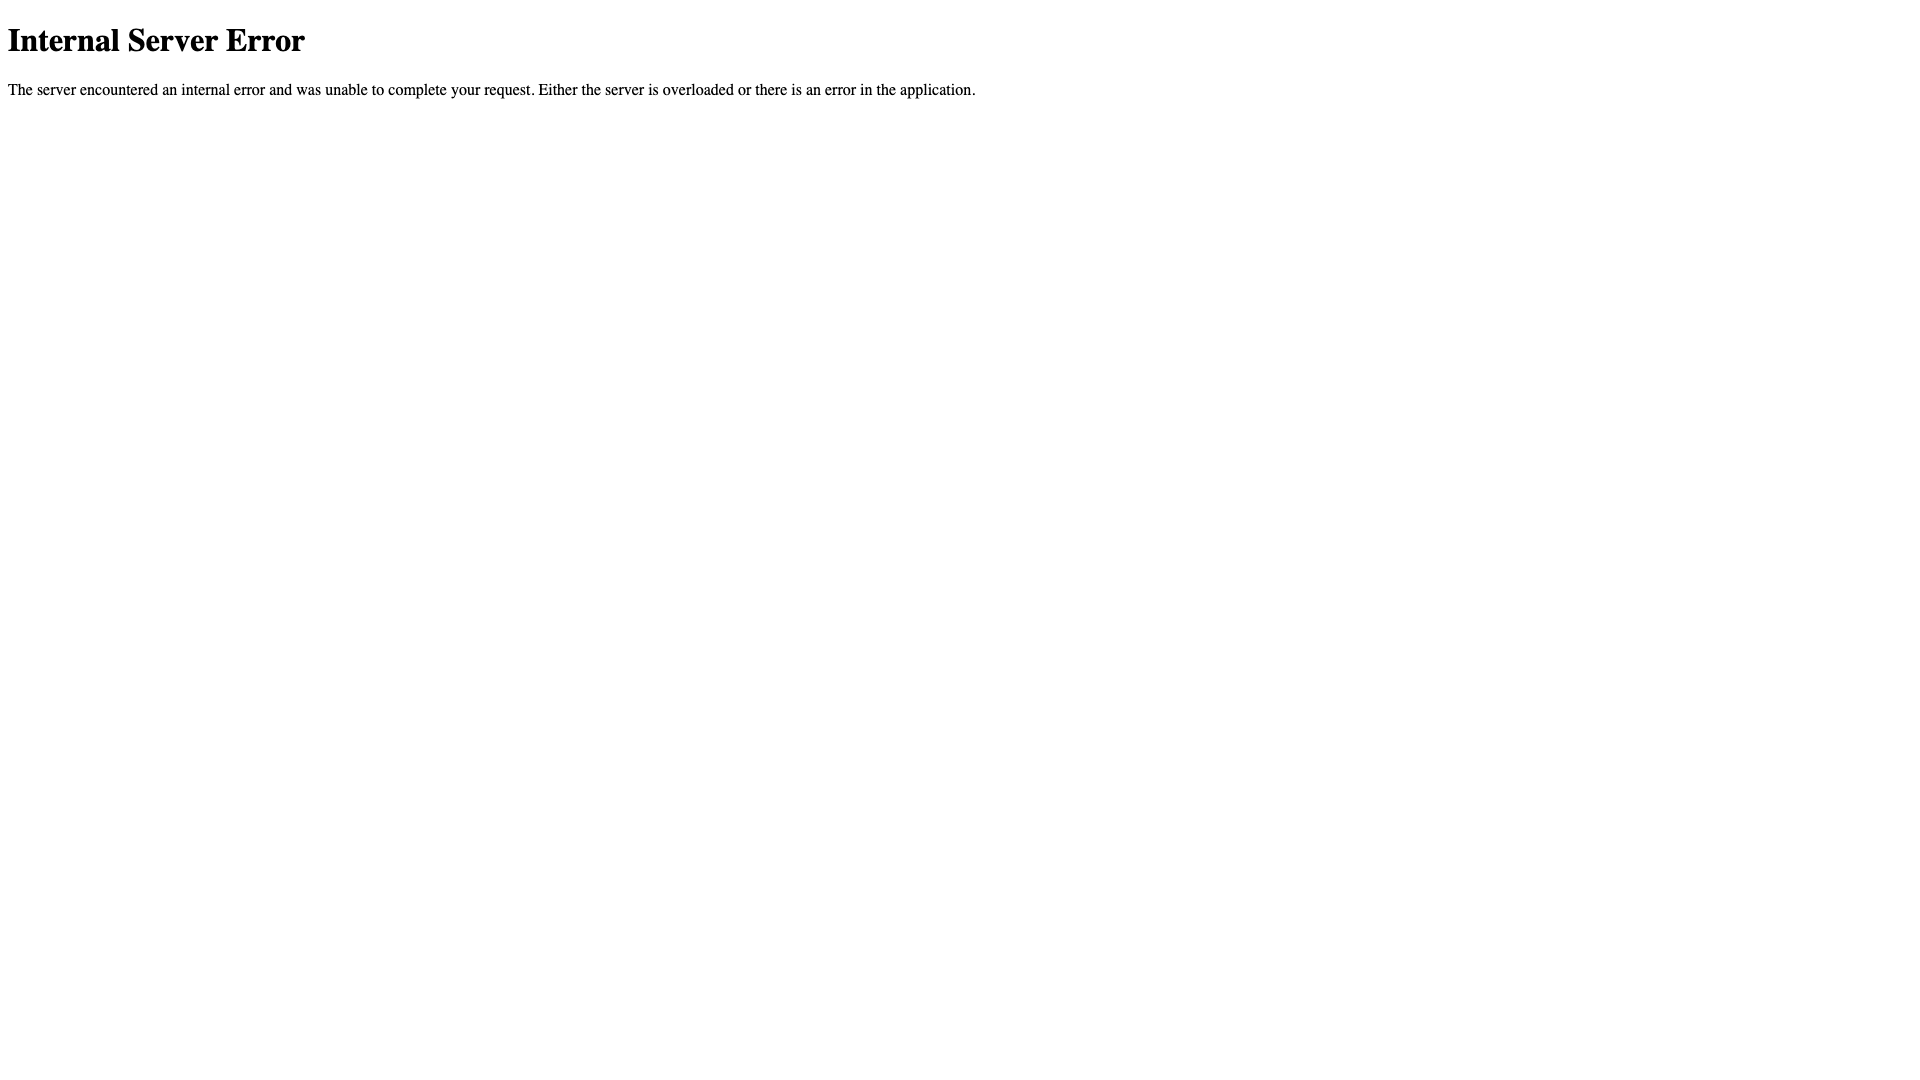 Internal Server Error
The server encountered an internal error and was unable to complete your request. Either the server is overloaded or there is an error in the application.